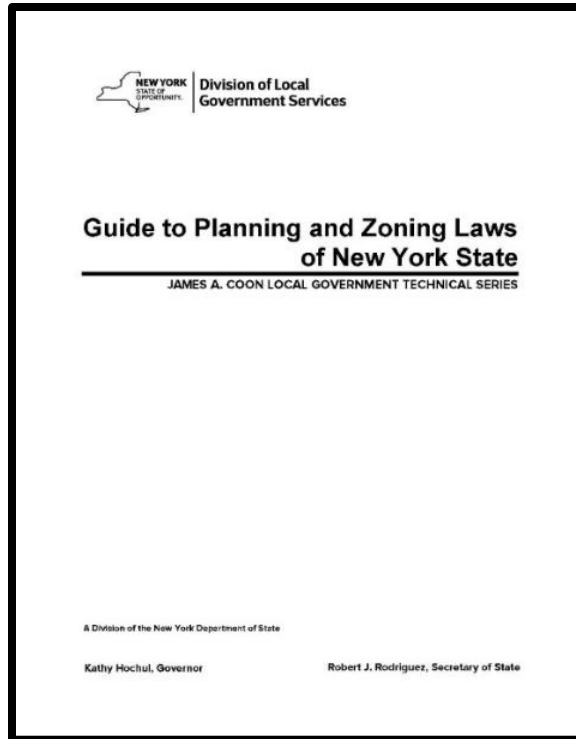 NEW YORK
STATE OF
OPPORTUNITY.
Division of Local
Government Services
Guide to Planning and Zoning Laws
of New York State
JAMES A. COON LOCAL GOVERNMENT TECHNICAL SERIES
A Division of the New York Department of State
Kathy Hochul, Governor
Robert J. Rodriguez, Secretary of State